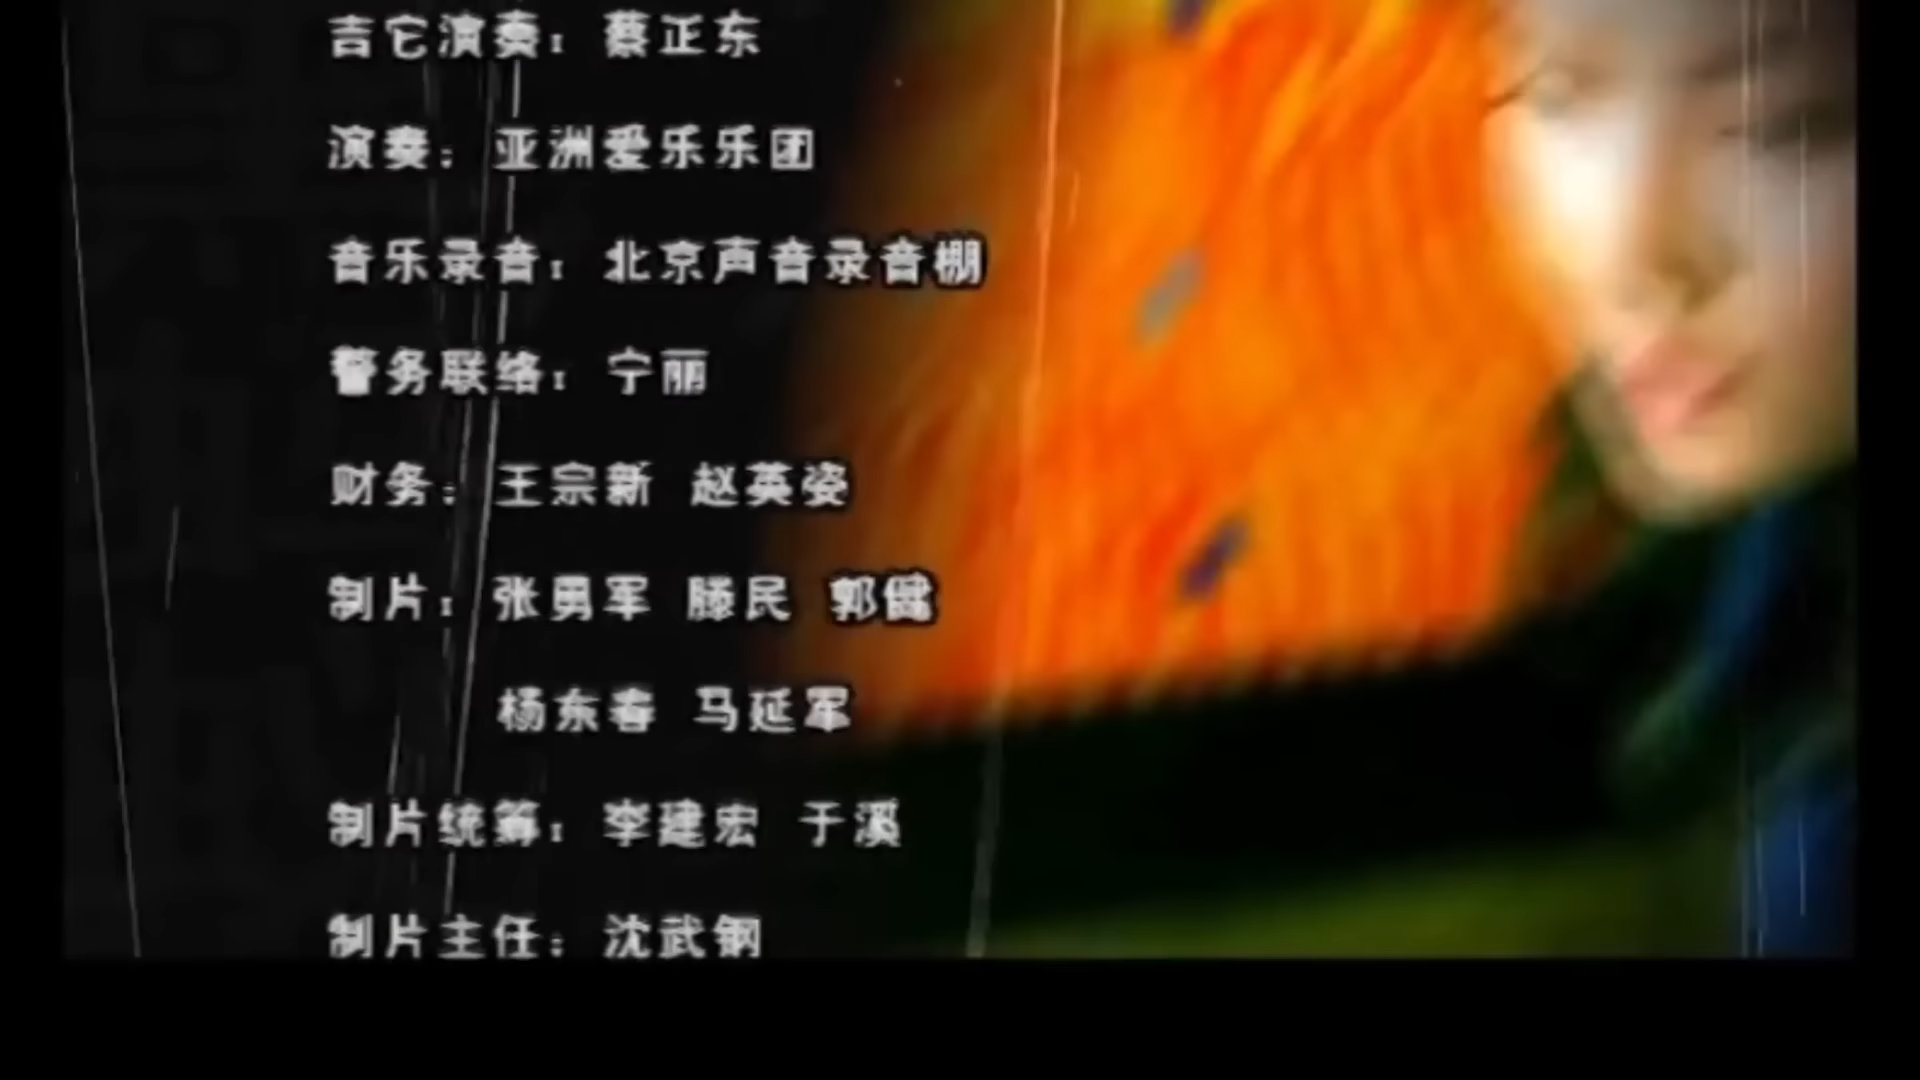 吉它演奏：蔡正东
演奏：亚洲爱乐乐团
音乐录音：北京声音录音棚
警务联络：宁丽
财务：王宗新 赵英姿
制片：张勇军 滕民 郭健
杨东春 马延军
制片统筹：李建宏 于溪
制片主任：沈武钢